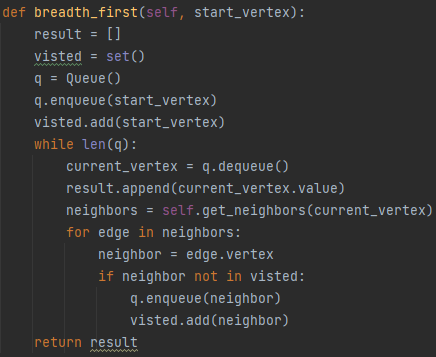 def breadth_first(self, start_vertex):
    result = []
    visted = set()
    q = Queue()
    q.enqueue(start_vertex)
    visted.add(start_vertex)
    while len(q):
        current_vertex = q.dequeue()
        result.append(current_vertex.value)
        neighbors = self.get_neighbors(current_vertex)
        for edge in neighbors:
            neighbor = edge.vertex
            if neighbor not in visted:
                q.enqueue(neighbor)
                visted.add(neighbor)
    return result